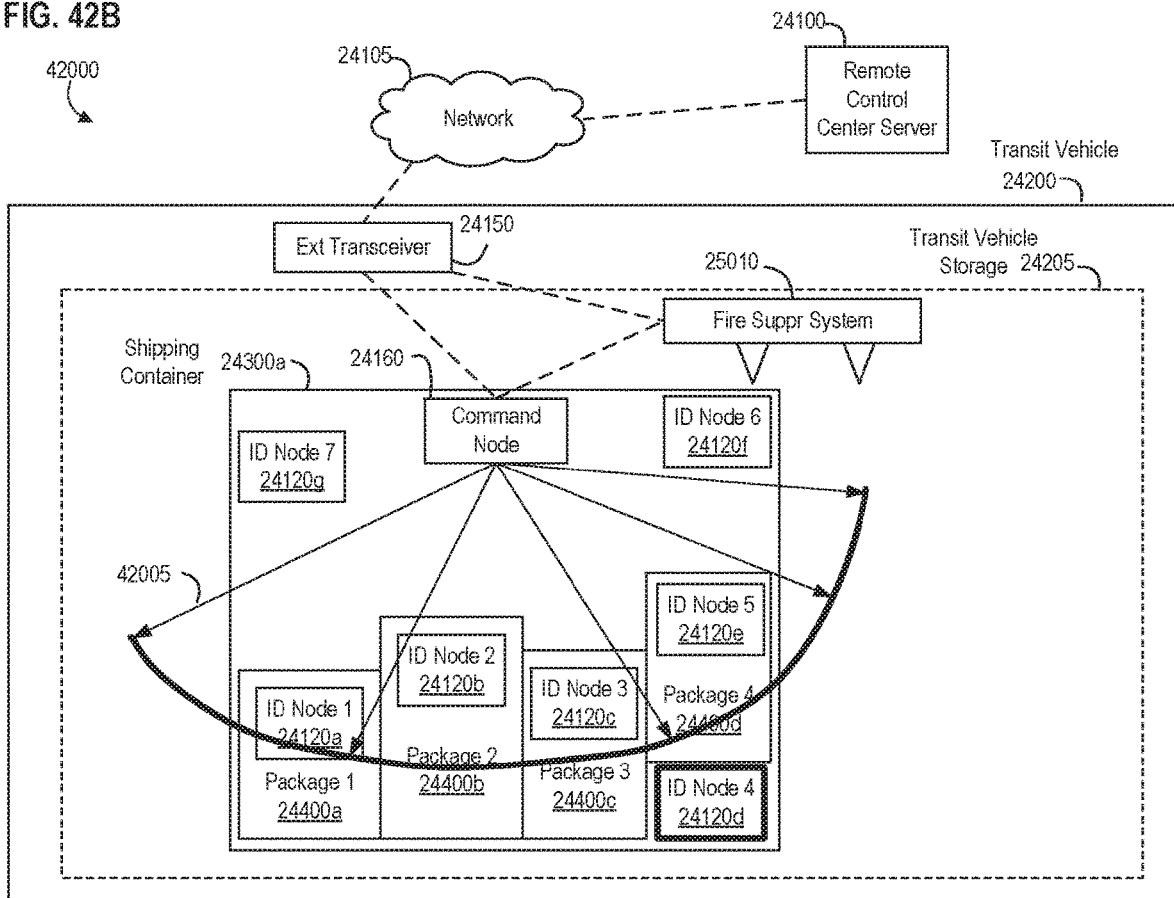 FIG. 42B
42000
24105
24100
Network
Remote
Control
Center Server
Transit Vehicle
24200
Ext Transceiver
24150
Transit Vehicle
Storage 24205
25010
Fire Suppr System
Shipping
Container
24300a
24160
Command
Node
ID Node 6
24120f
ID Node 7
24120g
42005
ID Node 5
24120e
ID Node 2
24120b
ID Node 3
24120c
ID Node 1
24120a
Package 4
24400d
Package 2
24400b
Package 3
24400c
Package 1
24400a
ID Node 4
24120d